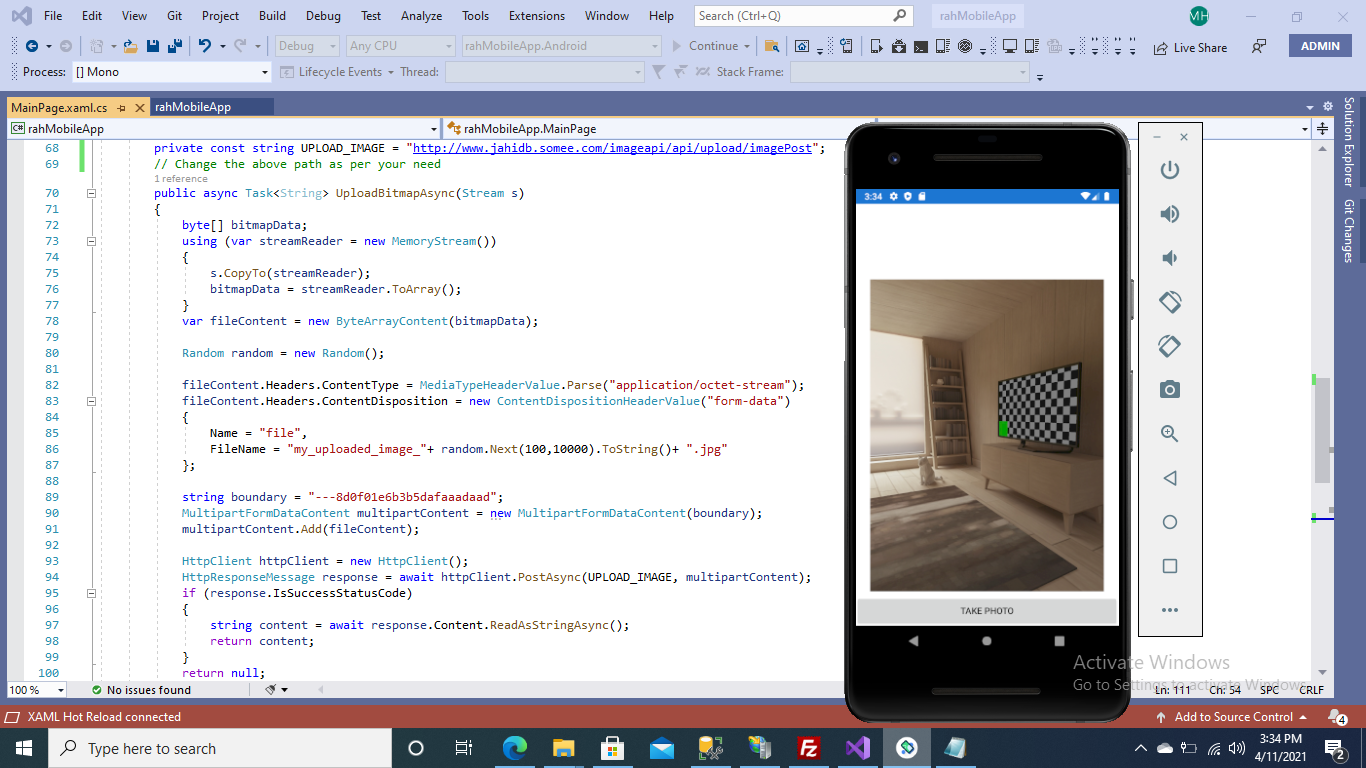 File Edit View Git Project Build Debug Test Analyze Tools Extensions Window Help Search (Ctrl+Q) rahMobileApp MH
Debug Any CPU rahMobileApp.Android Continue Live Share ADMIN
Process: [] Mono Lifecycle Events Thread: Stack Frame:
MainPage.xaml.cs rahMobileApp
C# rahMobileApp rahMobileApp.MainPage
68 private const string UPLOAD_IMAGE = "http://www.jahidb.somee.com/imageapi/api/upload/imagePost";
69 // Change the above path as per your need
1 reference
70 public async Task<String> UploadBitmapAsync(Stream s)
71 {
72 byte[] bitmapData;
73 using (var streamReader = new MemoryStream())
74 {
75 s.CopyTo(streamReader);
76 bitmapData = streamReader.ToArray();
77 }
78 var fileContent = new ByteArrayContent(bitmapData);
79
80 Random random = new Random();
81
82 fileContent.Headers.ContentType = MediaTypeHeaderValue.Parse("application/octet-stream");
83 fileContent.Headers.ContentDisposition = new ContentDispositionHeaderValue("form-data")
84 {
85 Name = "file",
86 FileName = "my_uploaded_image_"+ random.Next(100,10000).ToString()+ ".jpg"
87 };
88
89 string boundary = "---8d0f01e6b3b5dafaaadaad";
90 MultipartFormDataContent multipartContent = new MultipartFormDataContent(boundary);
91 multipartContent.Add(fileContent);
92
93 HttpClient httpClient = new HttpClient();
94 HttpResponseMessage response = await httpClient.PostAsync(UPLOAD_IMAGE, multipartContent);
95 if (response.IsSuccessStatusCode)
96 {
97 string content = await response.Content.ReadAsStringAsync();
98 return content;
99 }
100 return null;
3:34
TAKE PHOTO
Solution Explorer
Git Changes
Activate Windows
Go to Settings to activate Windows.
100 % No issues found Ln: 111 Ch: 54 SPC CRLF
XAML Hot Reload connected Add to Source Control 4
Type here to search 3:34 PM
4/11/2021 2